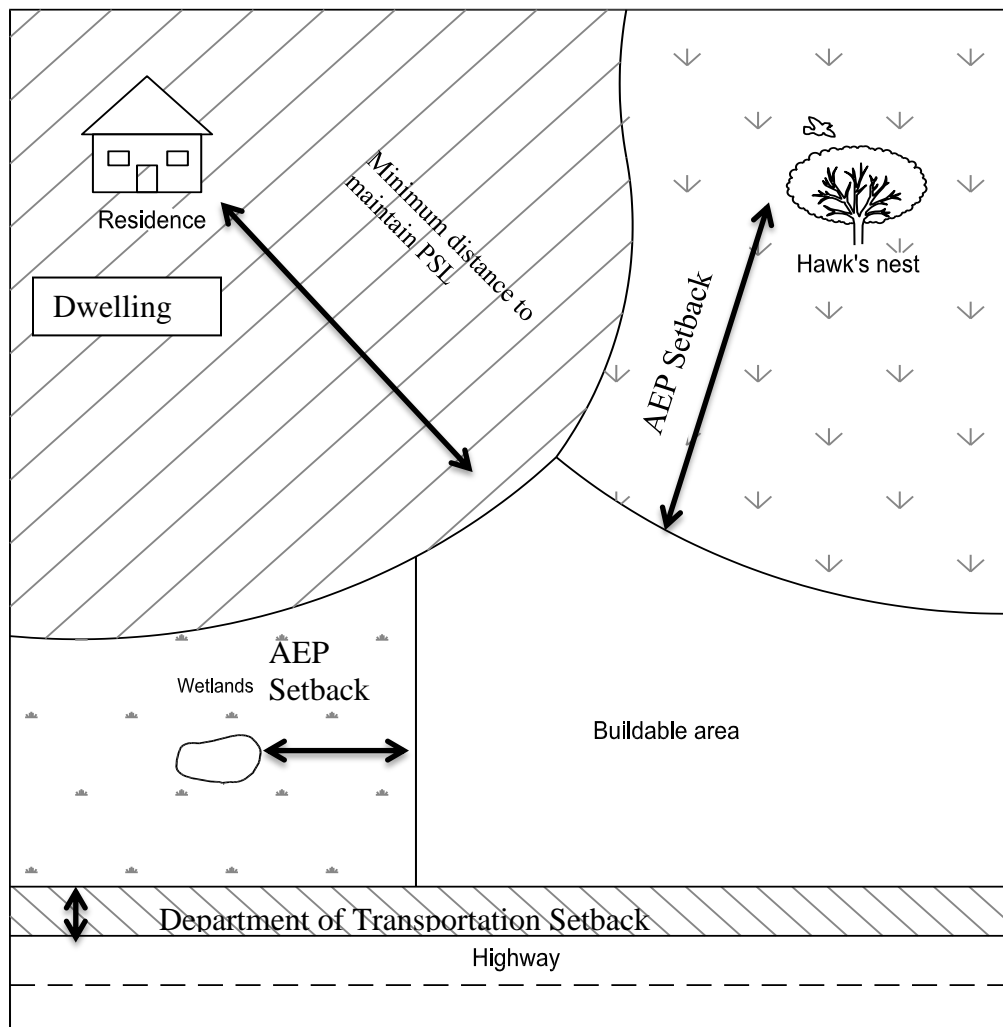 Residence
Dwelling
Minimum distance to
maintain PSL
AEP Setback
Hawk's nest
AEP
Setback
Wetlands
Buildable area
Department of Transportation Setback
Highway